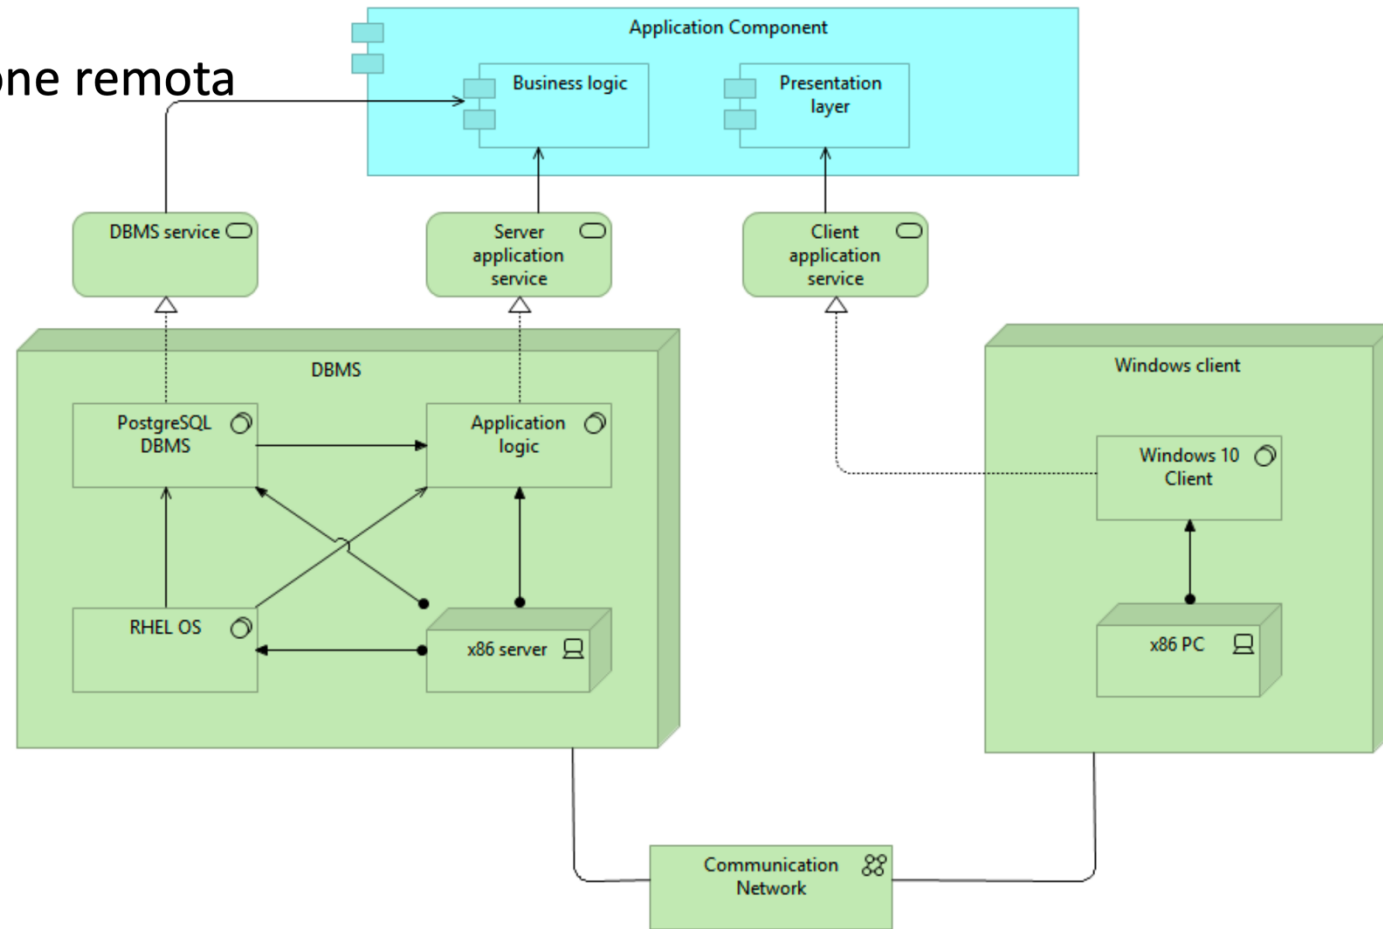 one remota
Application Component
Business logic
Presentation
layer
DBMS service
Server
application
service
Client
application
service
DBMS
Windows client
PostgreSQL
DBMS
Application
logic
Windows 10
Client
RHEL OS
x86 server
x86 PC
Communication
Network